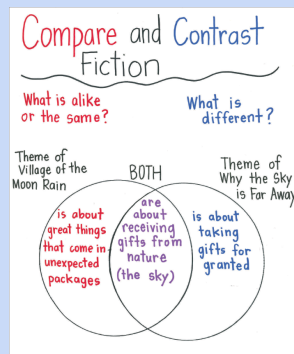 Compare and Contrast
Fiction
What is alike
or the same?
What is
different?
Theme of
Village of the
Moon Rain
BOTH
Theme of
Why the Sky
is Far Away
is about
great things
that come in
unexpected
packages
are
about
receiving
gifts from
nature
(the sky)
is about
taking
gifts for
granted